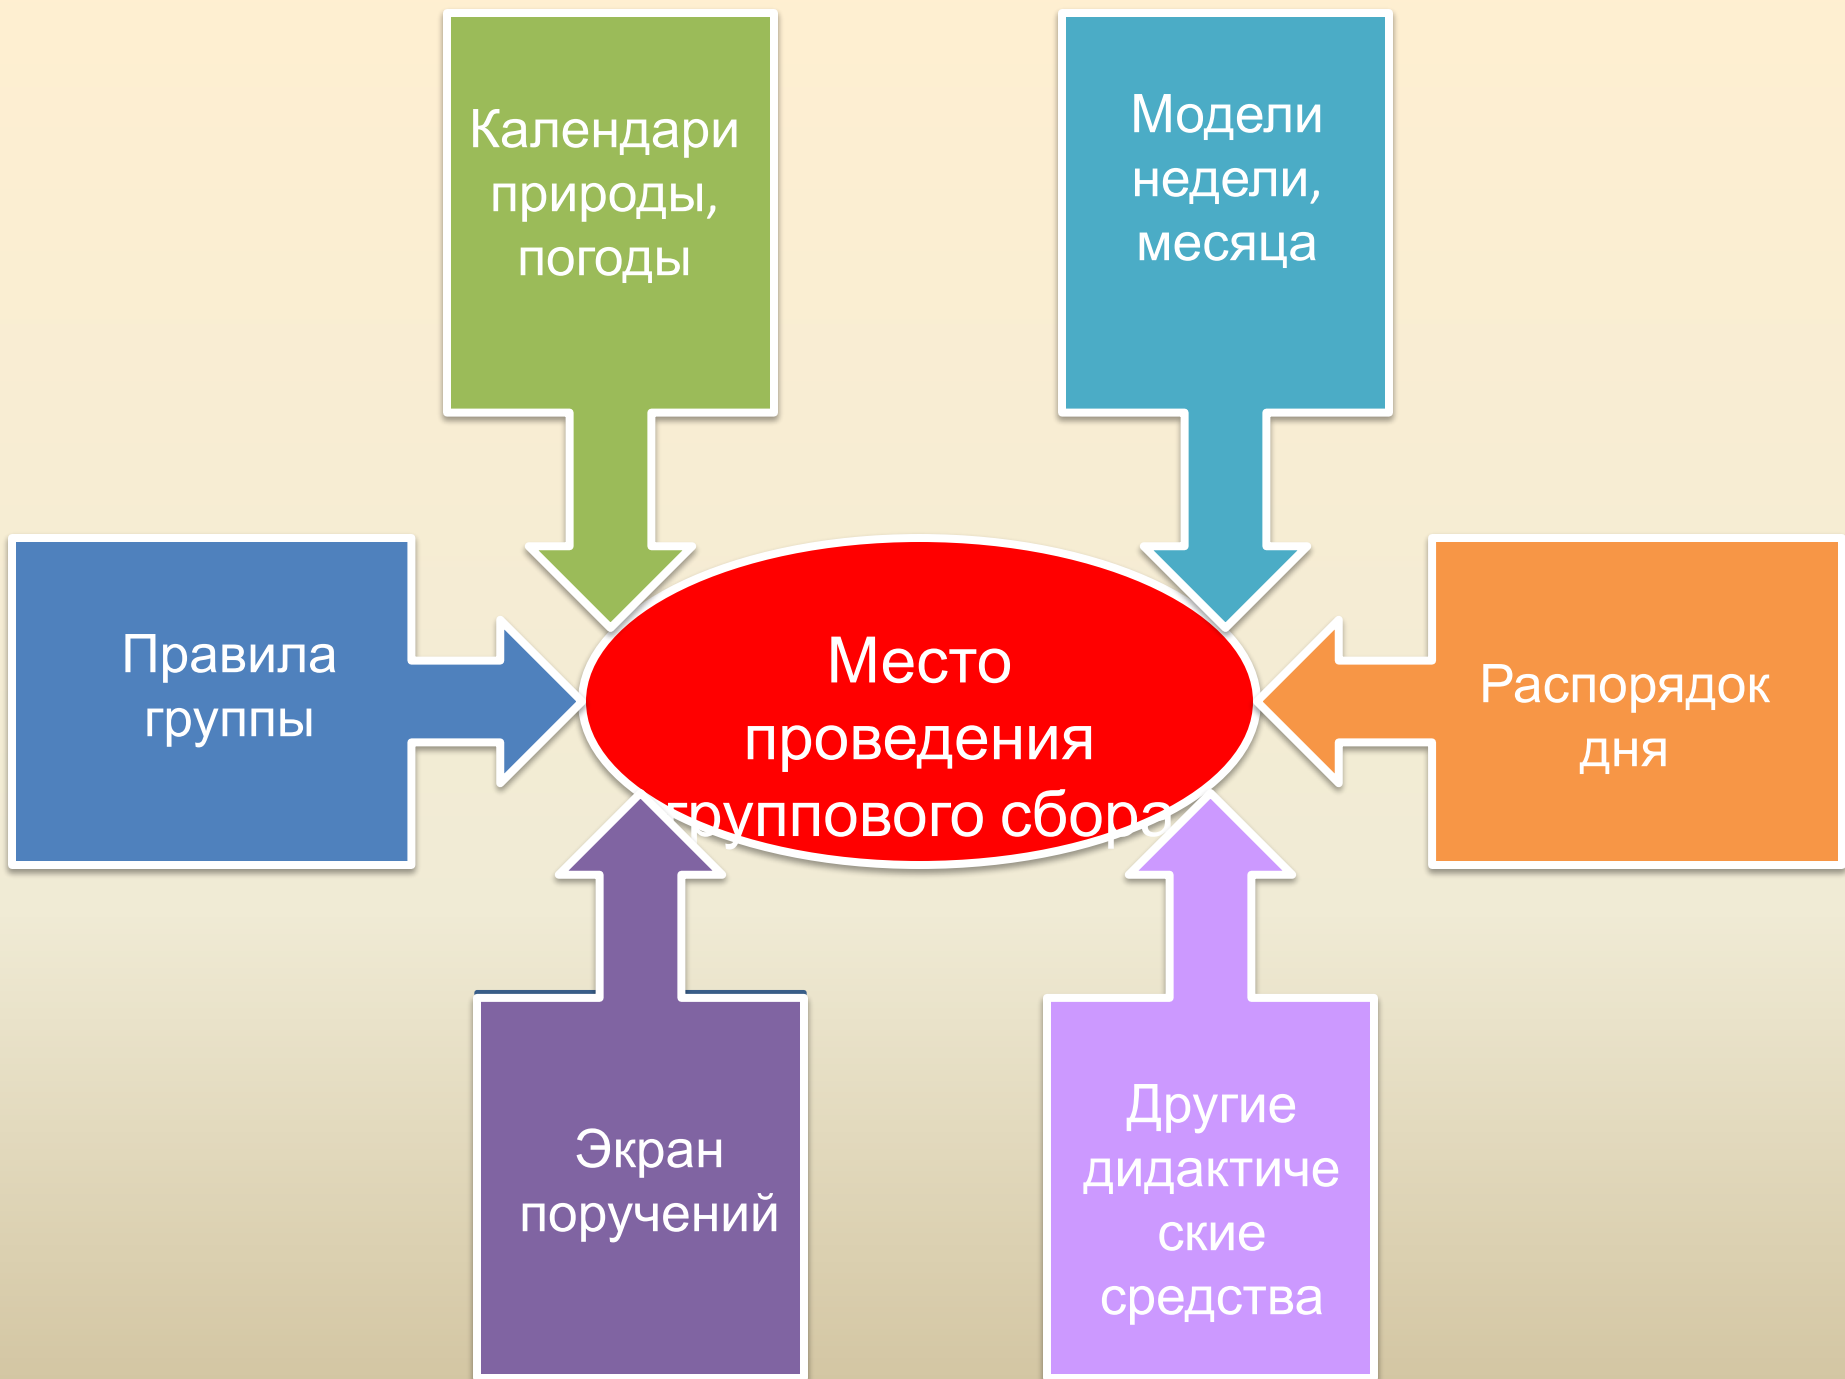 Календари
природы,
погоды
Модели
недели,
месяца
Правила
группы
Место
проведения
группового сбора
Распорядок
дня
Экран
поручений
Другие
дидактиче
ские
средства